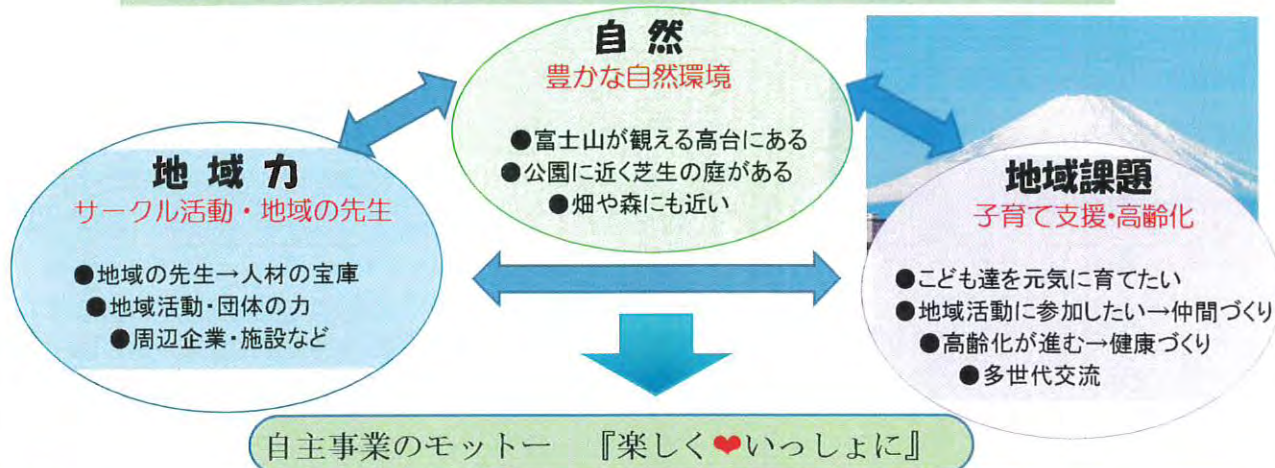 自然
豊かな自然環境
●富士山が観える高台にある
●公園に近く芝生の庭がある
●畑や森にも近い
地域力
サークル活動・地域の先生
●地域の先生→人材の宝庫
●地域活動・団体の力
●周辺企業・施設など
地域課題
子育て支援・高齢化
●こども達を元気に育てたい
●地域活動に参加したい→仲間づくり
●高齢化が進む→健康づくり
●多世代交流
自主事業のモットー 『楽しく❤いっしょに』